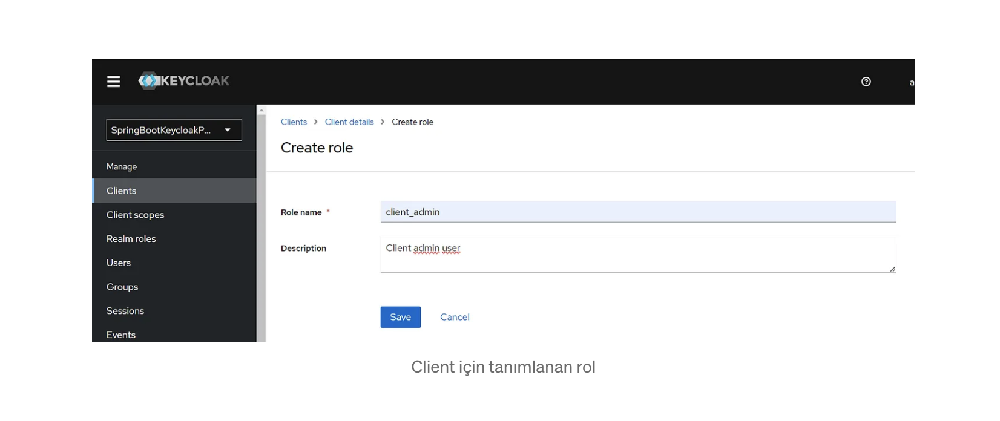 KEYCLOAK
a
SpringBootKeycloakP...
Manage
Clients
Client scopes
Realm roles
Users
Groups
Sessions
Events
Clients > Client details > Create role
Create role
Role name * client_admin
Description Client admin user
Save Cancel
Client için tanımlanan rol